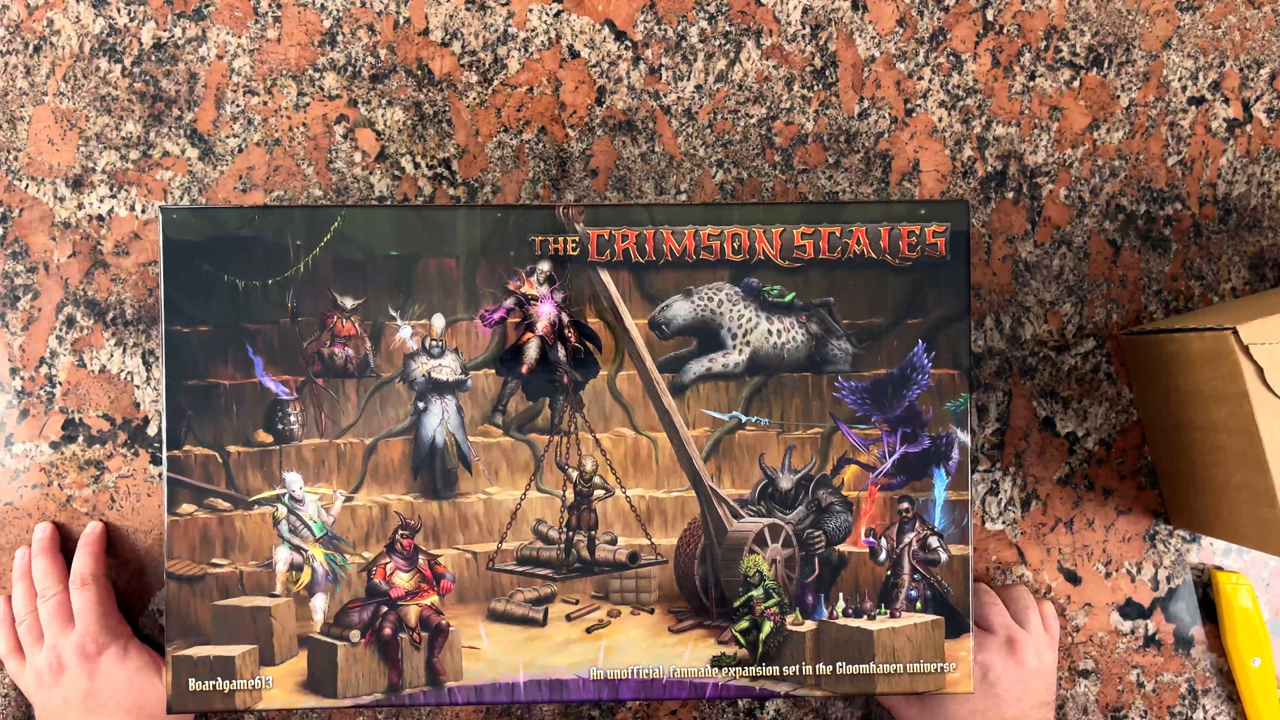 THE CRIMSON SCALES
An unofficial, fanmade expansion set in the Gloomhaven universe
Boardgame613